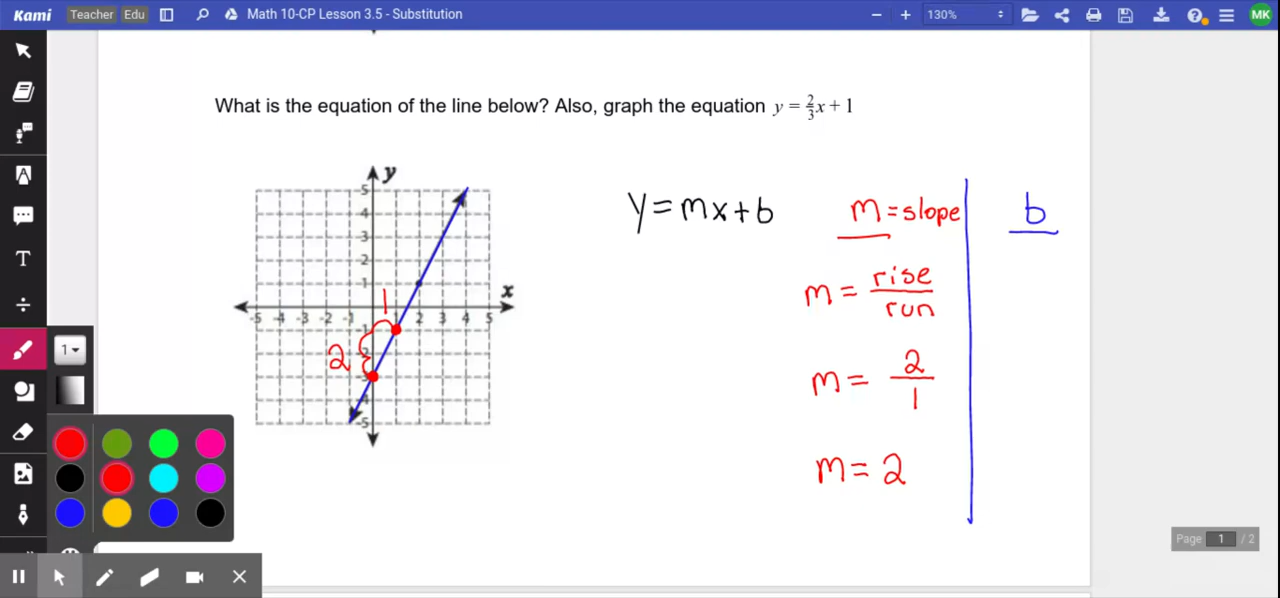 Kami Teacher Edu Math 10-CP Lesson 3.5 - Substitution 130% MK
What is the equation of the line below? Also, graph the equation y = 2/3 x + 1
y
5
4
3
2
1
x
-5 -4 -3 -2 -1 1 2 3 4 5
-1
-5
1
2
y = mx + b
m = slope
m = rise/run
m = 2/1
m = 2
b
T
1
Page 1 / 2